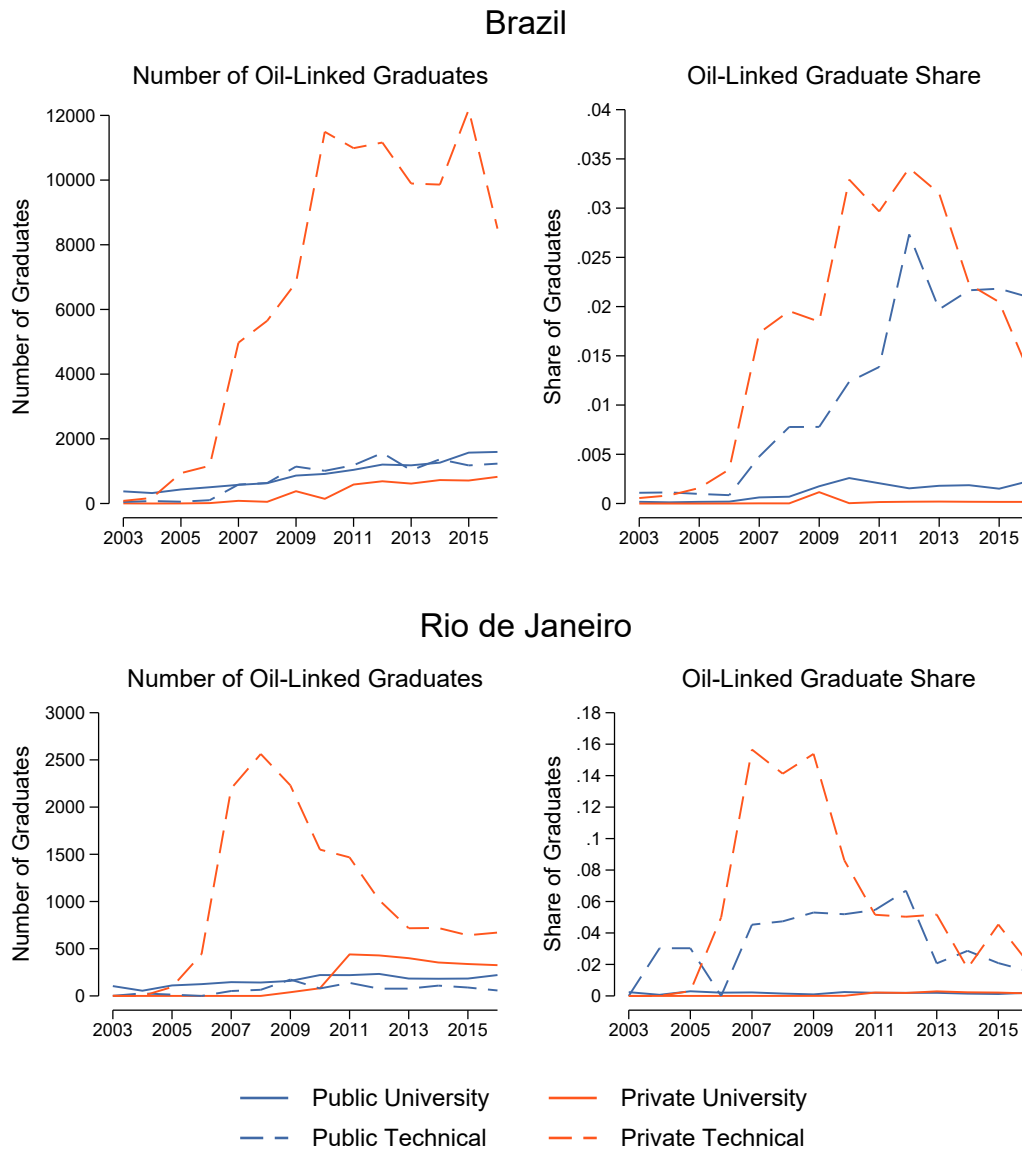 Brazil
Number of Oil-Linked Graduates
Number of Graduates
12000
10000
8000
6000
4000
2000
0
2003 2005 2007 2009 2011 2013 2015
Oil-Linked Graduate Share
Share of Graduates
.04
.035
.03
.025
.02
.015
.01
.005
0
2003 2005 2007 2009 2011 2013 2015
Rio de Janeiro
Number of Oil-Linked Graduates
Number of Graduates
3000
2500
2000
1500
1000
500
0
2003 2005 2007 2009 2011 2013 2015
Oil-Linked Graduate Share
Share of Graduates
.18
.16
.14
.12
.1
.08
.06
.04
.02
0
2003 2005 2007 2009 2011 2013 2015
Public University Private University
Public Technical Private Technical